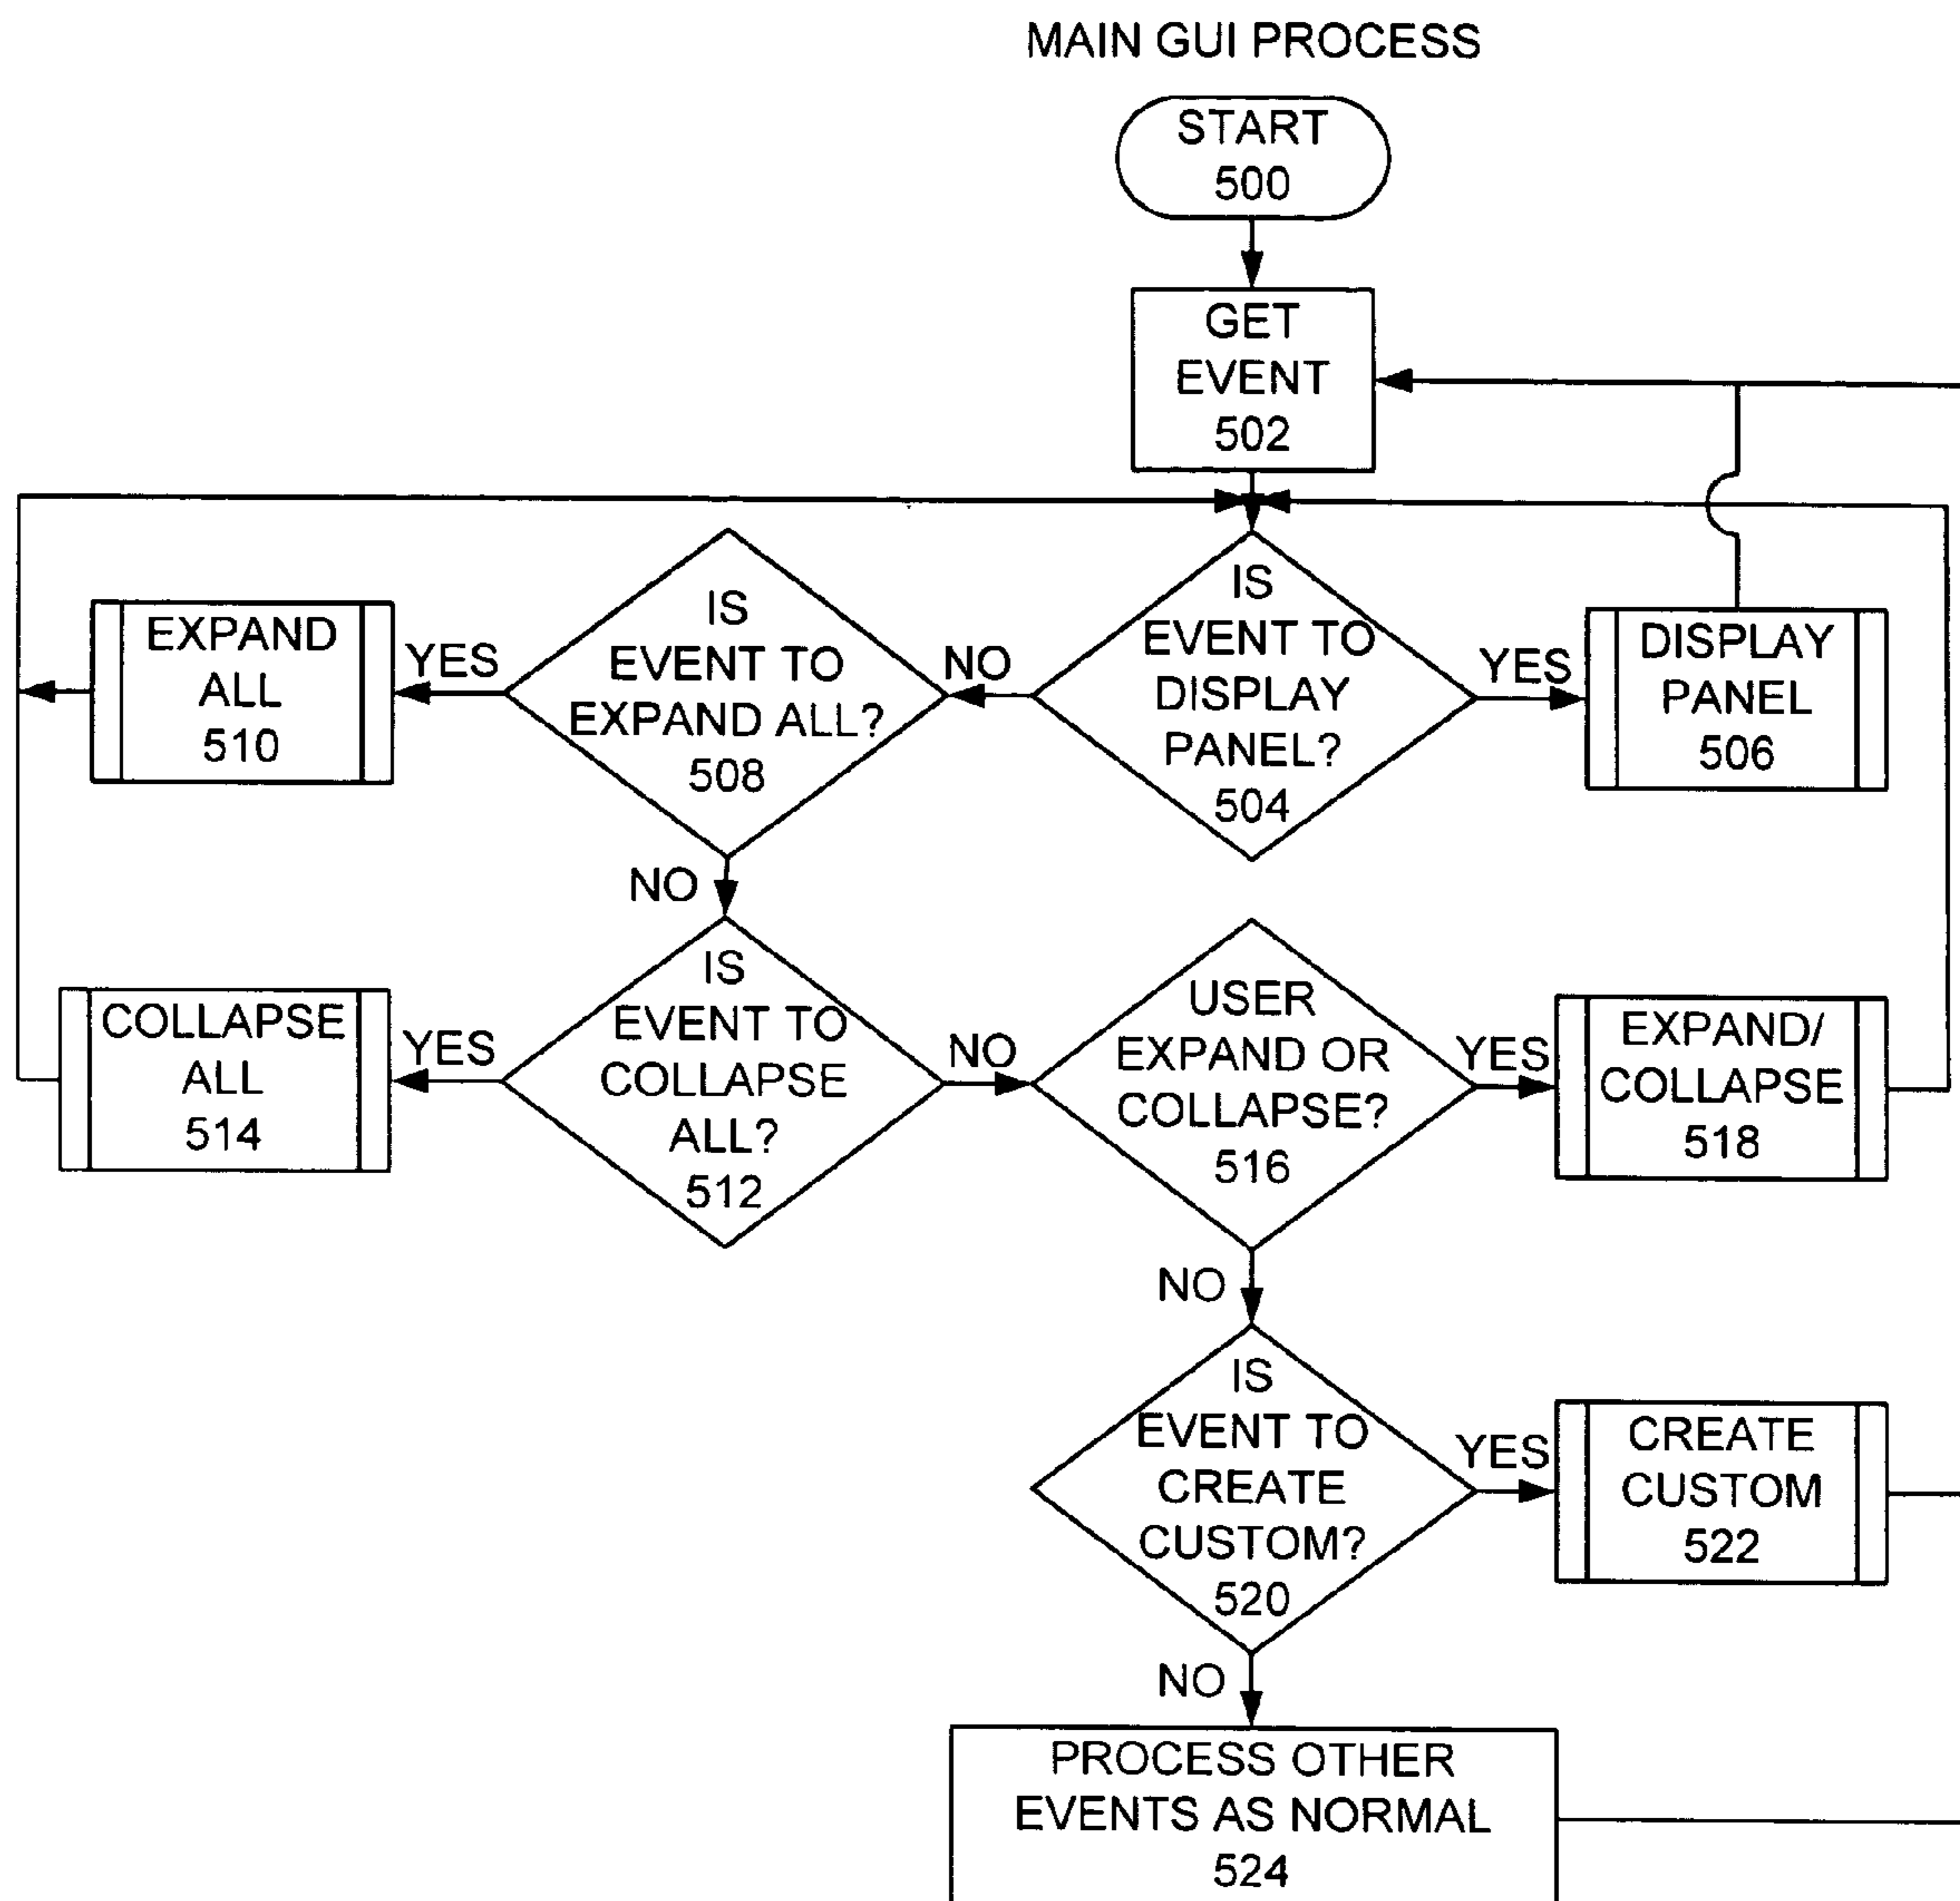 MAIN GUI PROCESS
START
500
GET
EVENT
502
IS
EVENT TO
DISPLAY
PANEL?
504
YES
DISPLAY
PANEL
506
NO
IS
EVENT TO
EXPAND ALL?
508
YES
EXPAND
ALL
510
NO
IS
EVENT TO
COLLAPSE
ALL?
512
YES
COLLAPSE
ALL
514
NO
USER
EXPAND OR
COLLAPSE?
516
YES
EXPAND/
COLLAPSE
518
NO
IS
EVENT TO
CREATE
CUSTOM?
520
YES
CREATE
CUSTOM
522
NO
PROCESS OTHER
EVENTS AS NORMAL
524